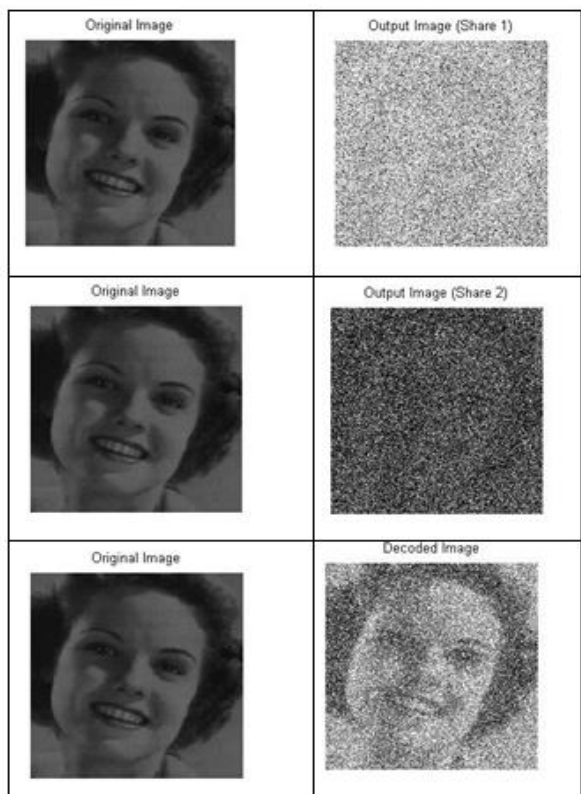 Original Image
Output Image (Share 1)
Original Image
Output Image (Share 2)
Original Image
Decoded Image